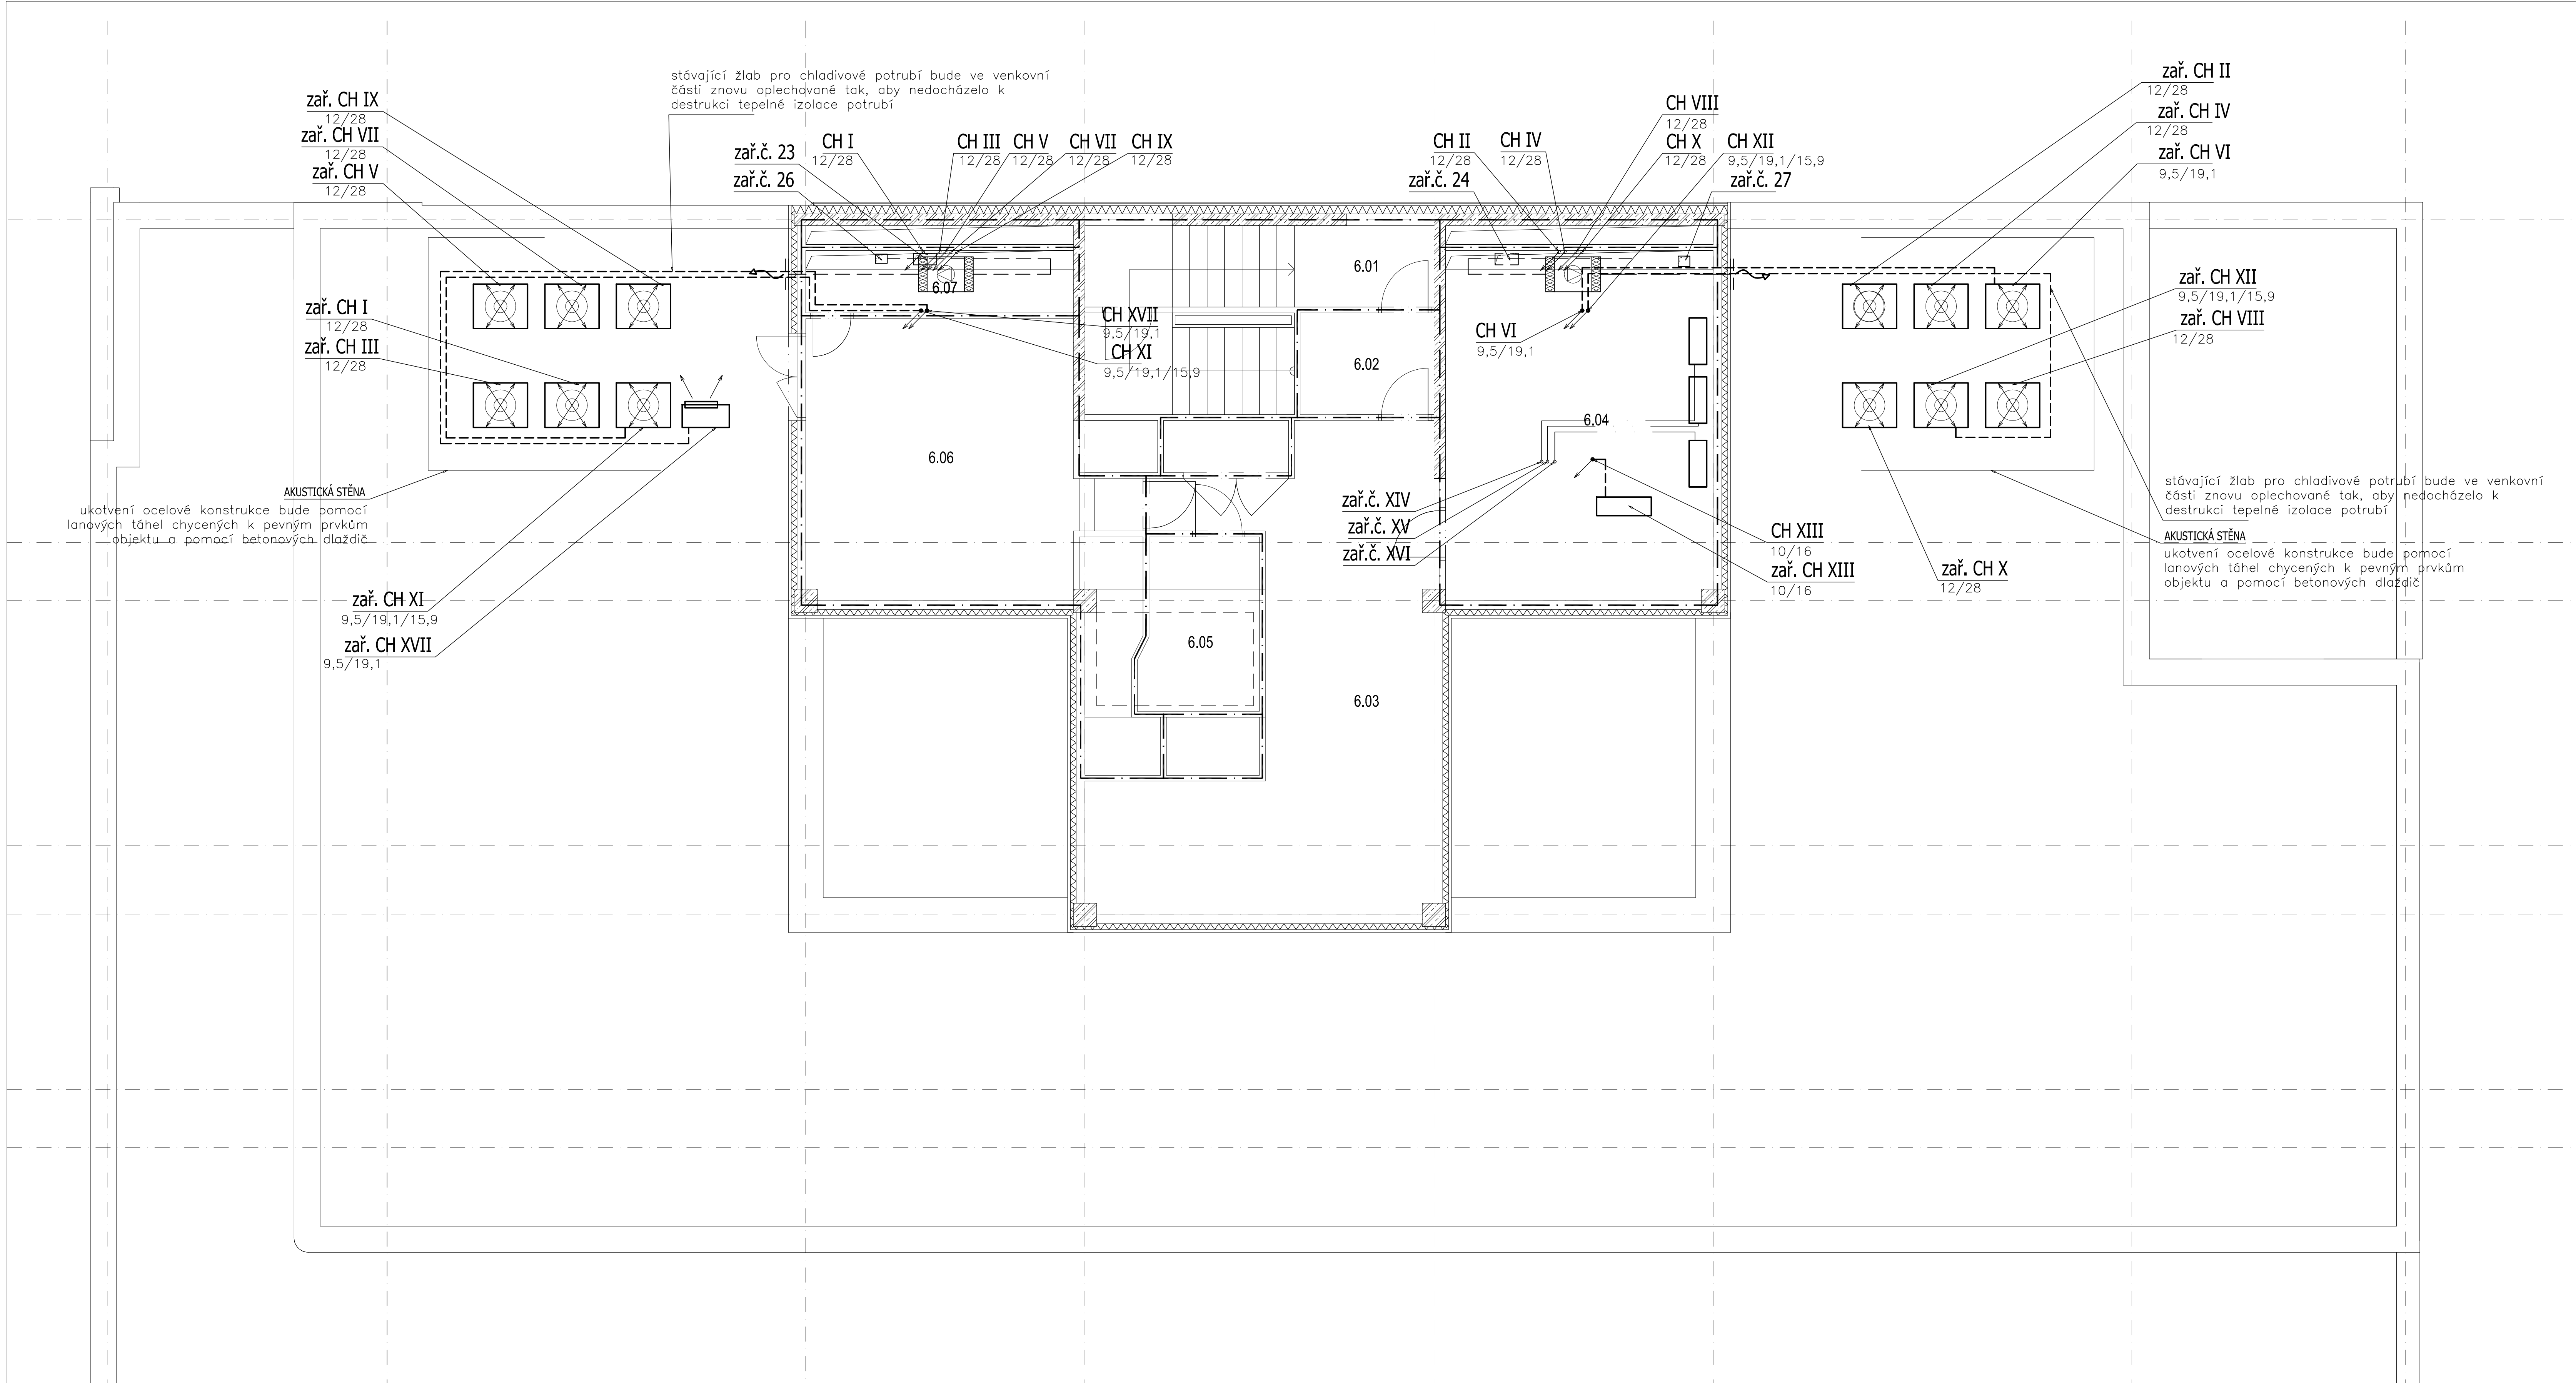 stávající žlab pro chladivové potrubí bude ve venkovní
části znovu oplechované tak, aby nedocházelo k
destrukci tepelné izolace potrubí
zař. CH IX
12/28
zař. CH VII
12/28
zař. CH V
12/28
zař.č. 23
zař.č. 26
CH I
12/28
CH III
12/28
CH V
12/28
CH VII
12/28
CH IX
12/28
CH II
12/28
CH IV
12/28
CH VIII
12/28
CH X
12/28
CH XII
9,5/19,1/15,9
zař.č. 24
zař.č. 27
zař. CH II
12/28
zař. CH IV
12/28
zař. CH VI
9,5/19,1
zař. CH I
12/28
zař. CH III
12/28
6.07
6.01
CH XVII
9,5/19,1
CH XI
9,5/19,1/15,9
6.02
CH VI
9,5/19,1
zař. CH XII
9,5/19,1/15,9
zař. CH VIII
12/28
6.06
6.04
AKUSTICKÁ STĚNA
ukotvení ocelové konstrukce bude pomocí
lanových táhel chycených k pevným prvkům
objektu a pomocí betonových dlaždič
zař.č. XIV
zař.č. XV
zař.č. XVI
CH XIII
10/16
zař. CH XIII
10/16
stávající žlab pro chladivové potrubí bude ve venkovní
části znovu oplechované tak, aby nedocházelo k
destrukci tepelné izolace potrubí
AKUSTICKÁ STĚNA
ukotvení ocelové konstrukce bude pomocí
lanových táhel chycených k pevným prvkům
objektu a pomocí betonových dlaždič
zař. CH X
12/28
zař. CH XI
9,5/19,1/15,9
zař. CH XVII
9,5/19,1
6.05
6.03